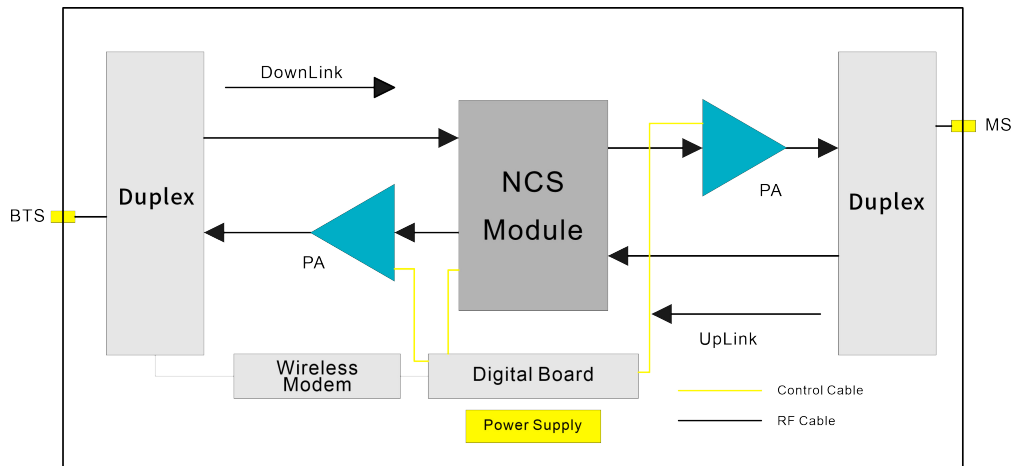 DownLink
MS
NCS
Module
Duplex
PA
Duplex
BTS
PA
UpLink
Wireless
Modem
Digital Board
Control Cable
Power Supply
RF Cable